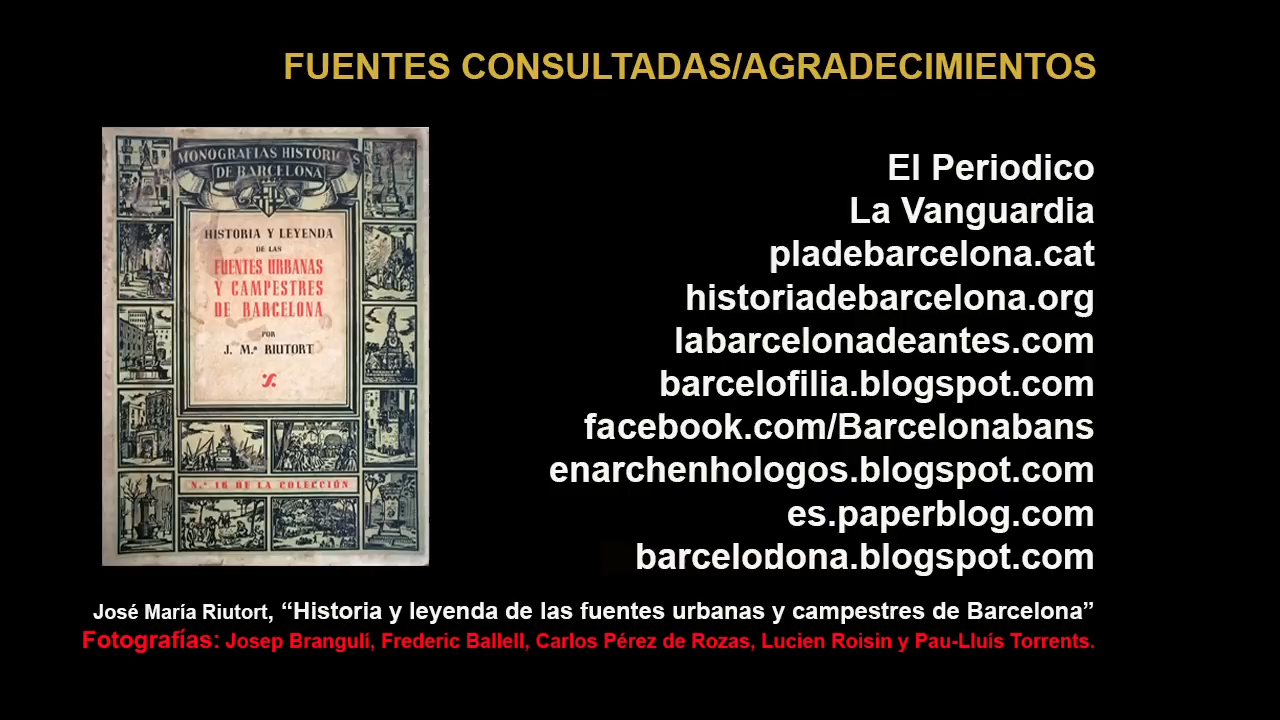 FUENTES CONSULTADAS/AGRADECIMIENTOS
MONOGRAFIAS HISTÓRICAS
DE BARCELONA
HISTORIA Y LEYENDA
DE LAS
FUENTES URBANAS
Y CAMPESTRES
DE BARCELONA
POR
J. M.ª RIUTORT
N.º 16 DE LA COLECCIÓN
El Periodico
La Vanguardia
pladebarcelona.cat
historiadebarcelona.org
labarcelonadeantes.com
barcelofilia.blogspot.com
facebook.com/Barcelonabans
enarchenhologos.blogspot.com
es.paperblog.com
barcelodona.blogspot.com
José María Riutort, “Historia y leyenda de las fuentes urbanas y campestres de Barcelona”
Fotografías: Josep Brangulí, Frederic Ballell, Carlos Pérez de Rozas, Lucien Roisin y Pau-Lluís Torrents.